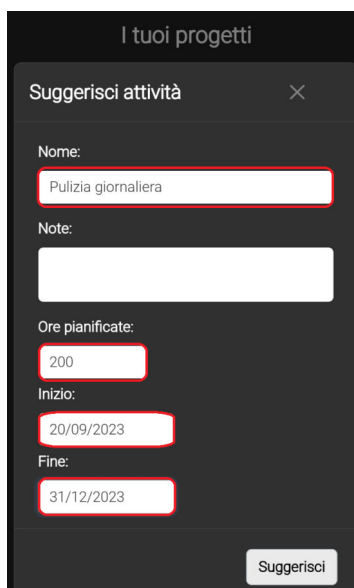 I tuoi progetti
Suggerisci attività
Nome:
Pulizia giornaliera
Note:
Ore pianificate:
200
Inizio:
20/09/2023
Fine:
31/12/2023
Suggerisci